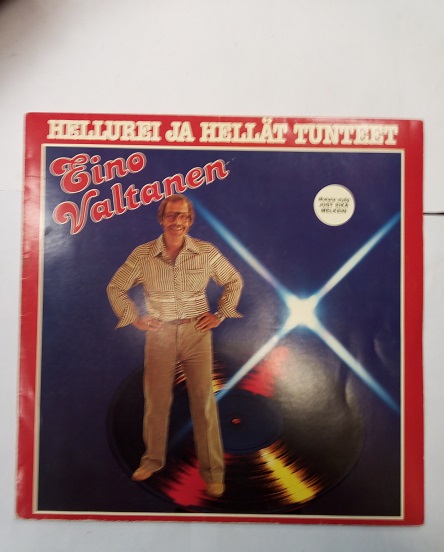 HELLUREI JA HELLÄT TUNTEET
Eino
Valtanen